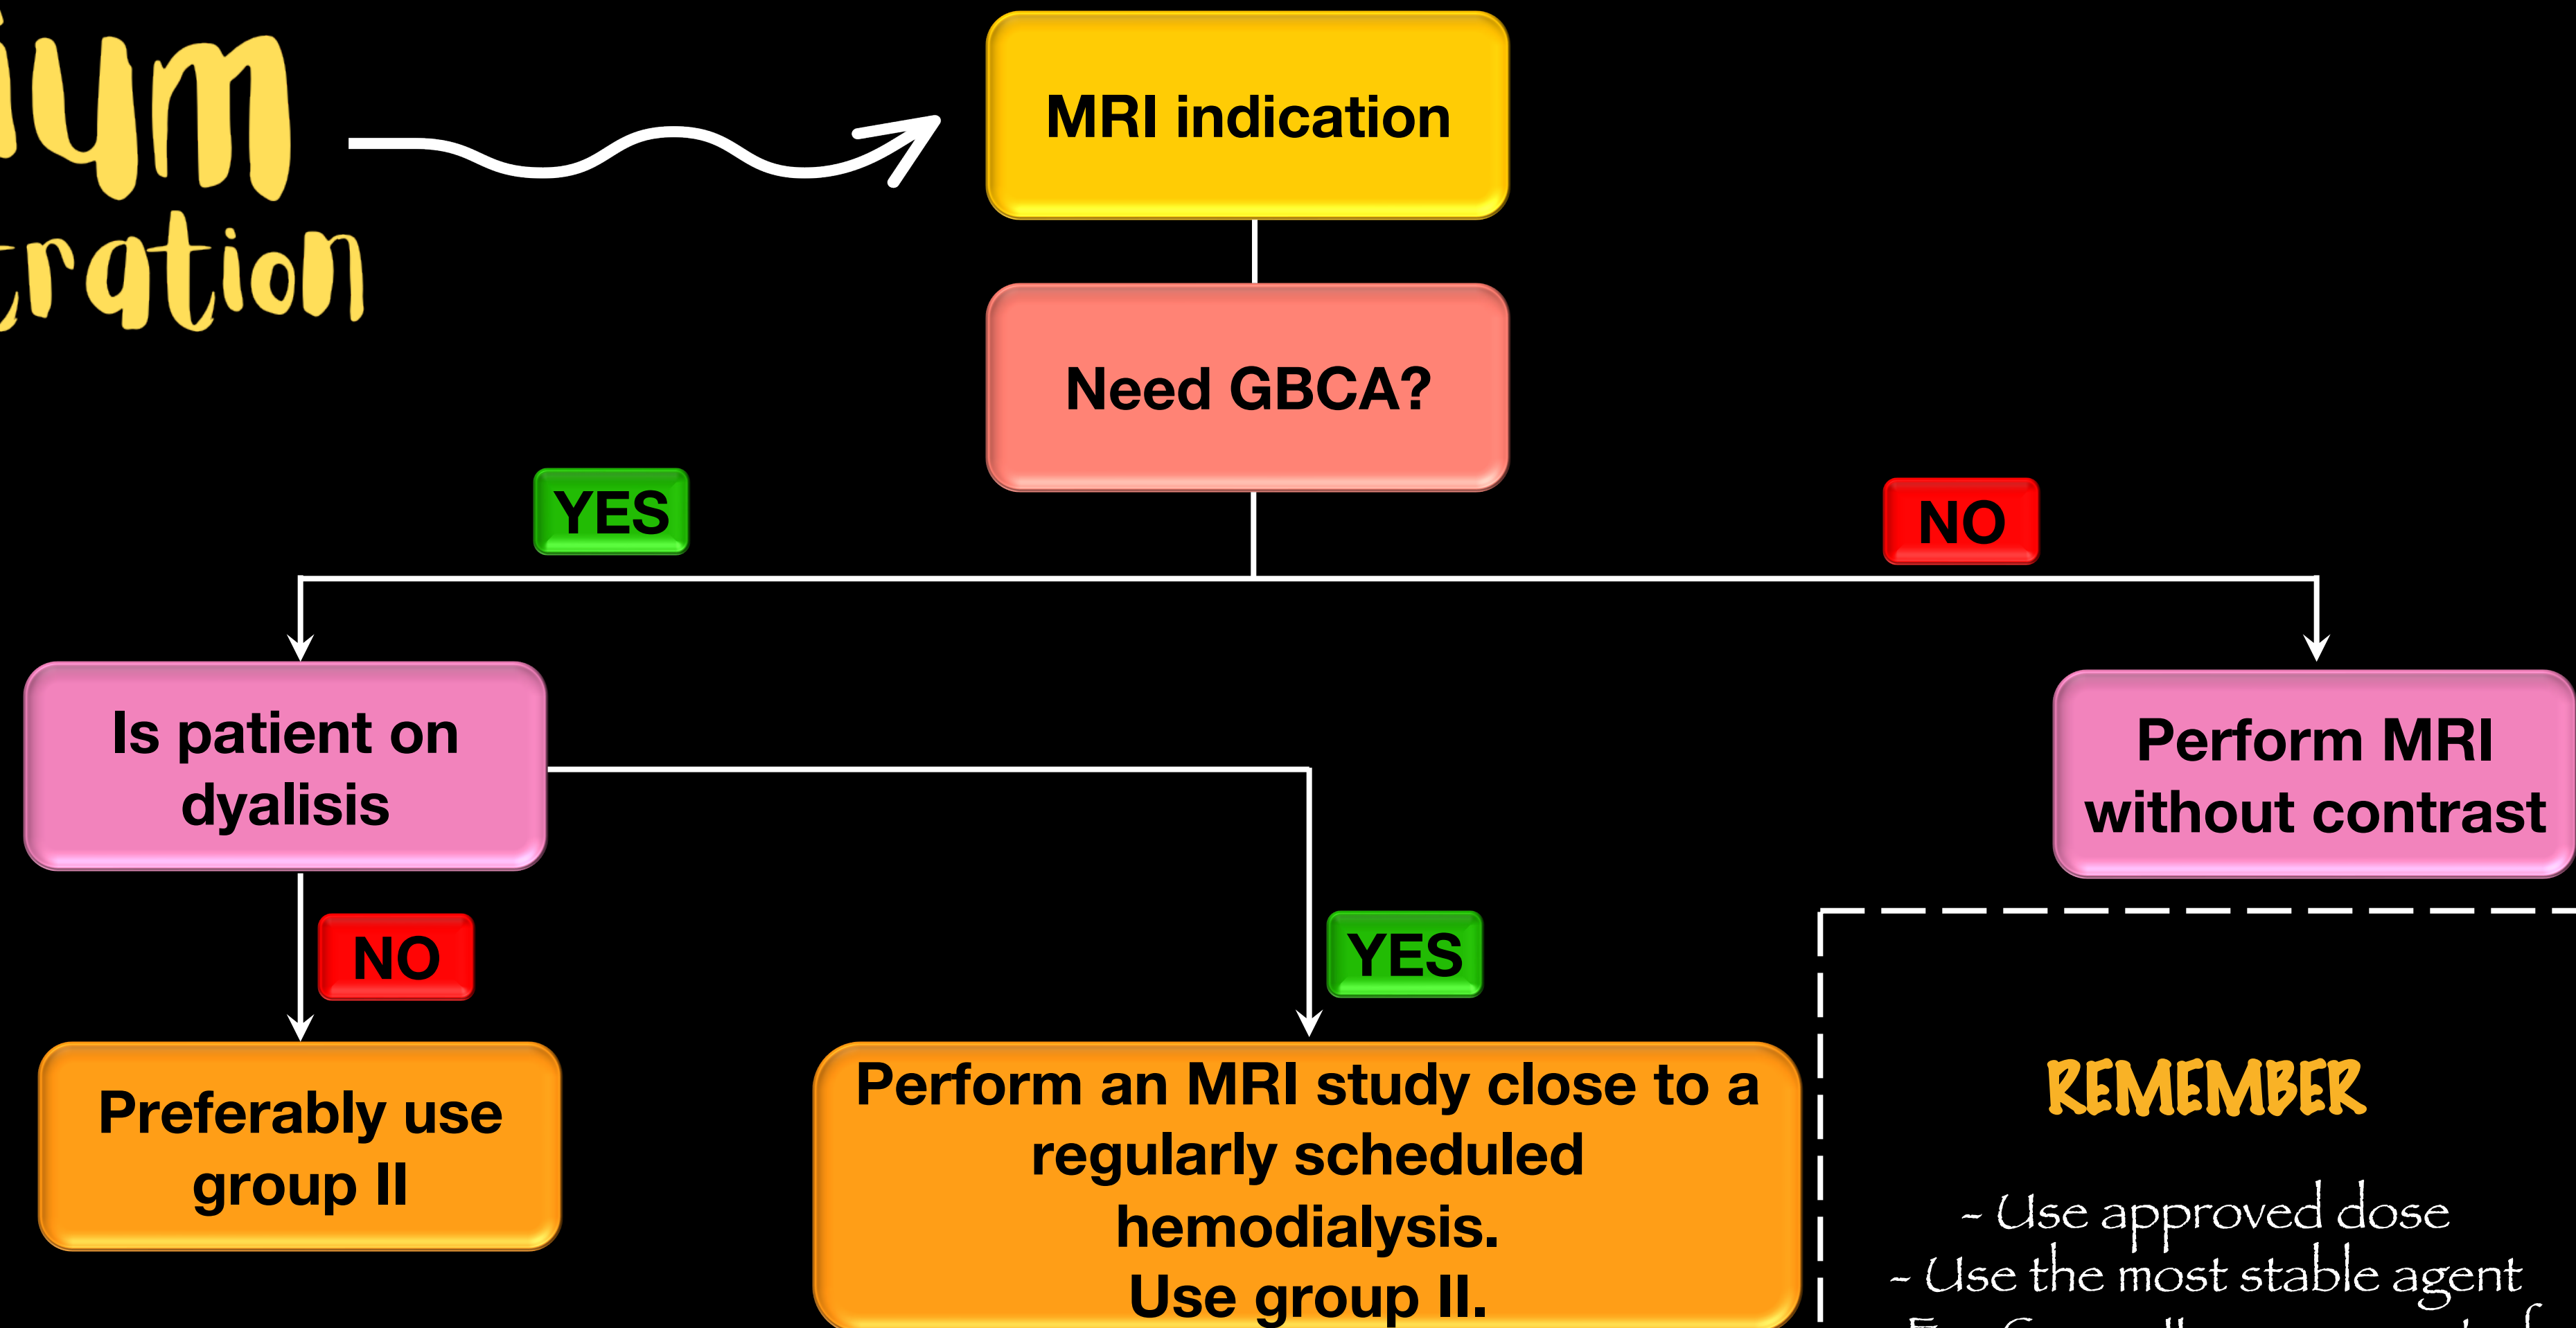 MRI indication
Need GBCA?
YES
NO
Is patient on
dyalisis
Perform MRI
without contrast
NO
YES
Preferably use
group II
Perform an MRI study close to a
regularly scheduled
hemodialysis.
Use group II.
REMEMBER
- Use approved dose
- Use the most stable agent